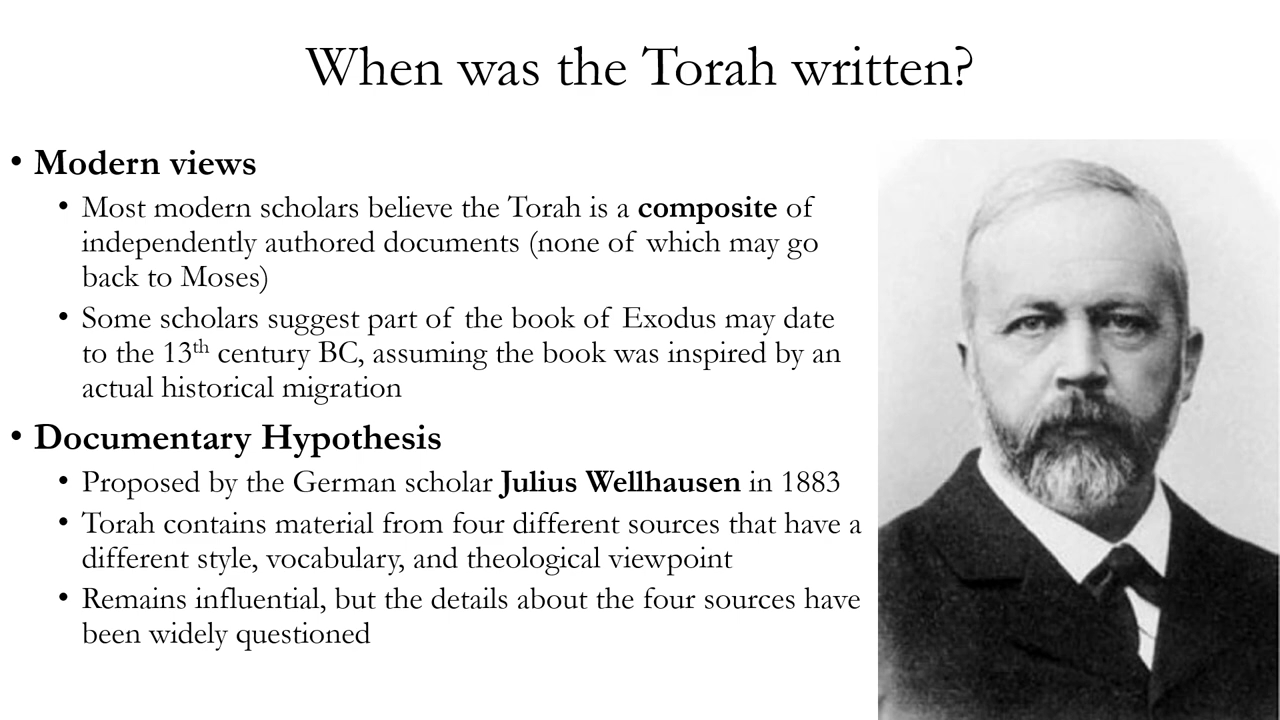 When was the Torah written?
• Modern views
• Most modern scholars believe the Torah is a composite of
independently authored documents (none of which may go
back to Moses)
• Some scholars suggest part of the book of Exodus may date
to the 13th century BC, assuming the book was inspired by an
actual historical migration
• Documentary Hypothesis
• Proposed by the German scholar Julius Wellhausen in 1883
• Torah contains material from four different sources that have a
different style, vocabulary, and theological viewpoint
• Remains influential, but the details about the four sources have
been widely questioned